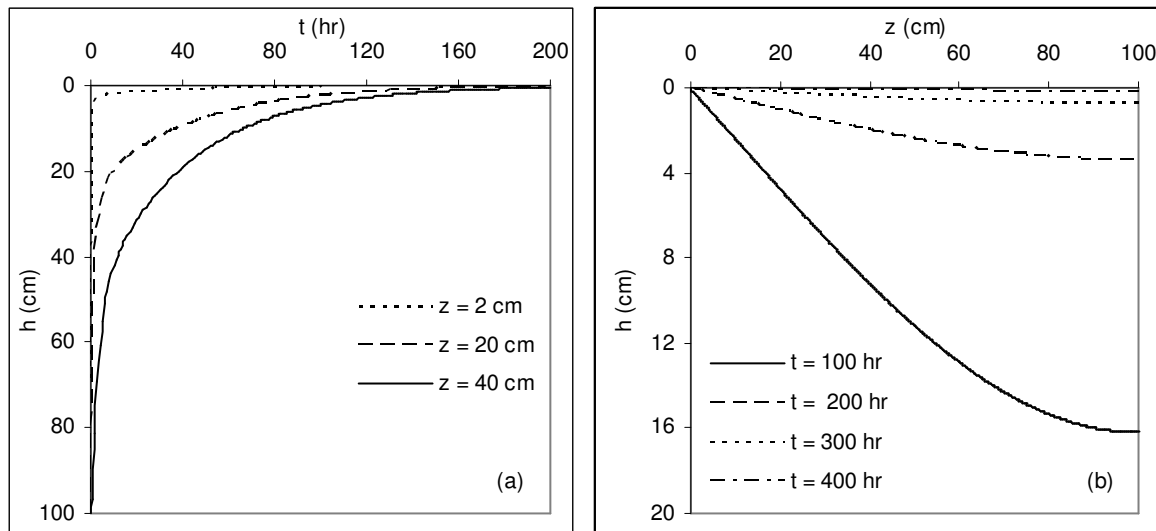 t (hr)
0 40 80 120 160 200
0
20
40
60
80
100
h (cm)
z = 2 cm
z = 20 cm
z = 40 cm
(a)
z (cm)
0 20 40 60 80 100
0
4
8
12
16
20
h (cm)
t = 100 hr
t = 200 hr
t = 300 hr
t = 400 hr
(b)